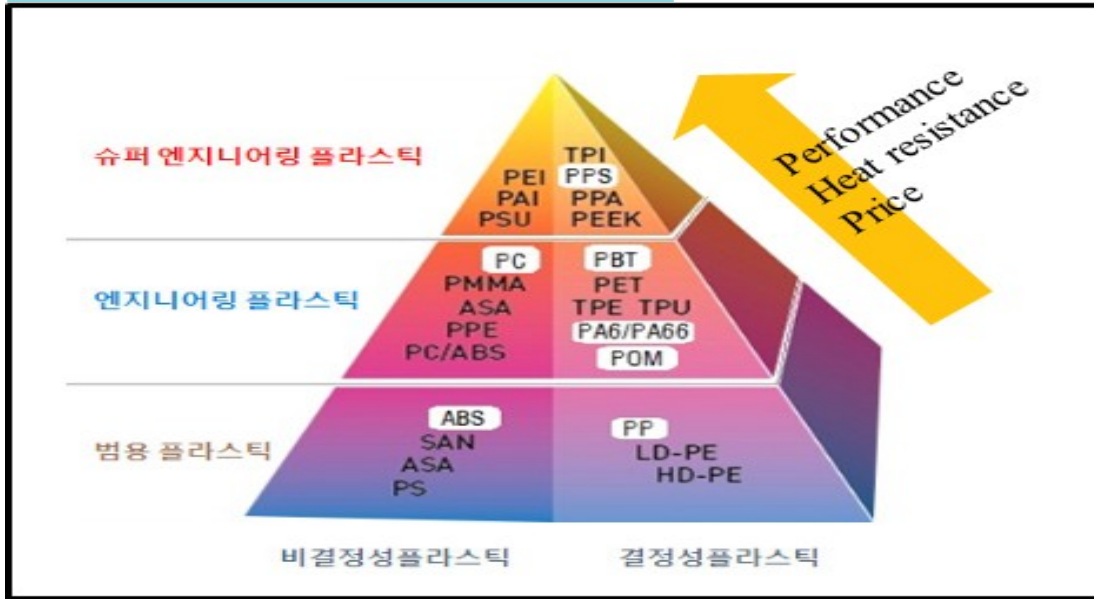 Performance
Heat resistance
Price
슈퍼 엔지니어링 플라스틱
TPI
PEI PPS
PAI PPA
PSU PEEK
엔지니어링 플라스틱
PC PBT
PMMA PET
ASA TPE TPU
PPE PA6/PA66
PC/ABS POM
범용 플라스틱
ABS PP
SAN LD-PE
ASA HD-PE
PS
비결정성플라스틱 결정성플라스틱